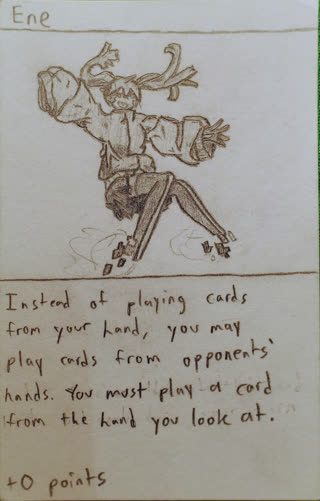 Ene
Instead of playing cards
from your hand, you may
play cards from opponents'
hands. You must play a card
from the hand you look at.
+0 points